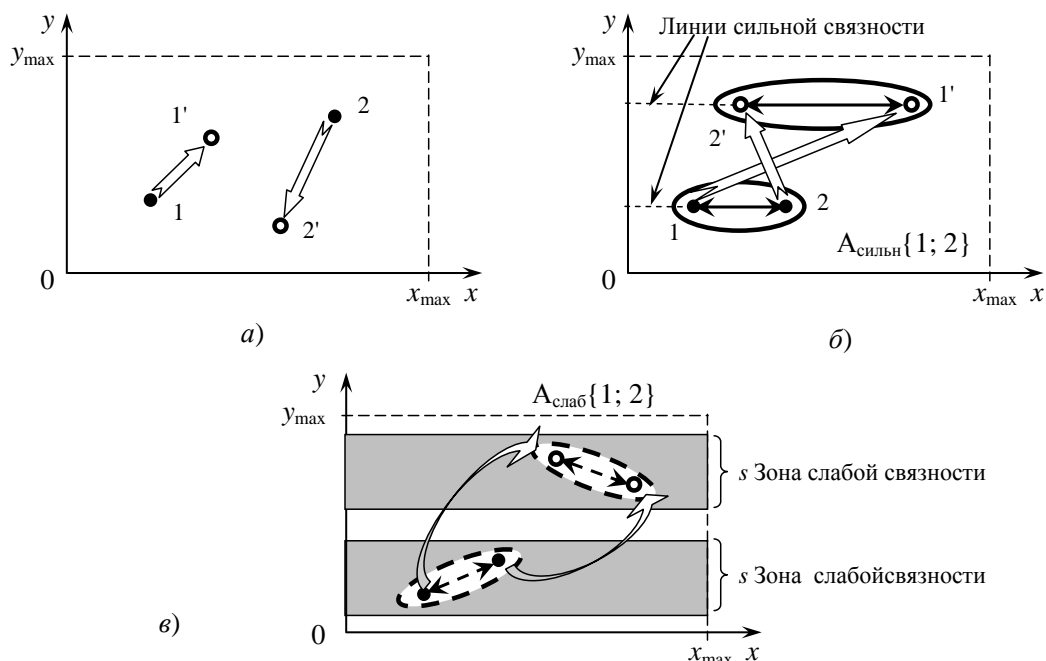 y
y
y_max
Линии сильной связности
y_max
1'
2
1'
2'
1
2'
1
2
A_сильн{1; 2}
0
x_max x
0
x_max x
а)
б)
y
A_слаб{1; 2}
y_max
s Зона слабой связности
s Зона слабойсвязности
в)
0
x_max x